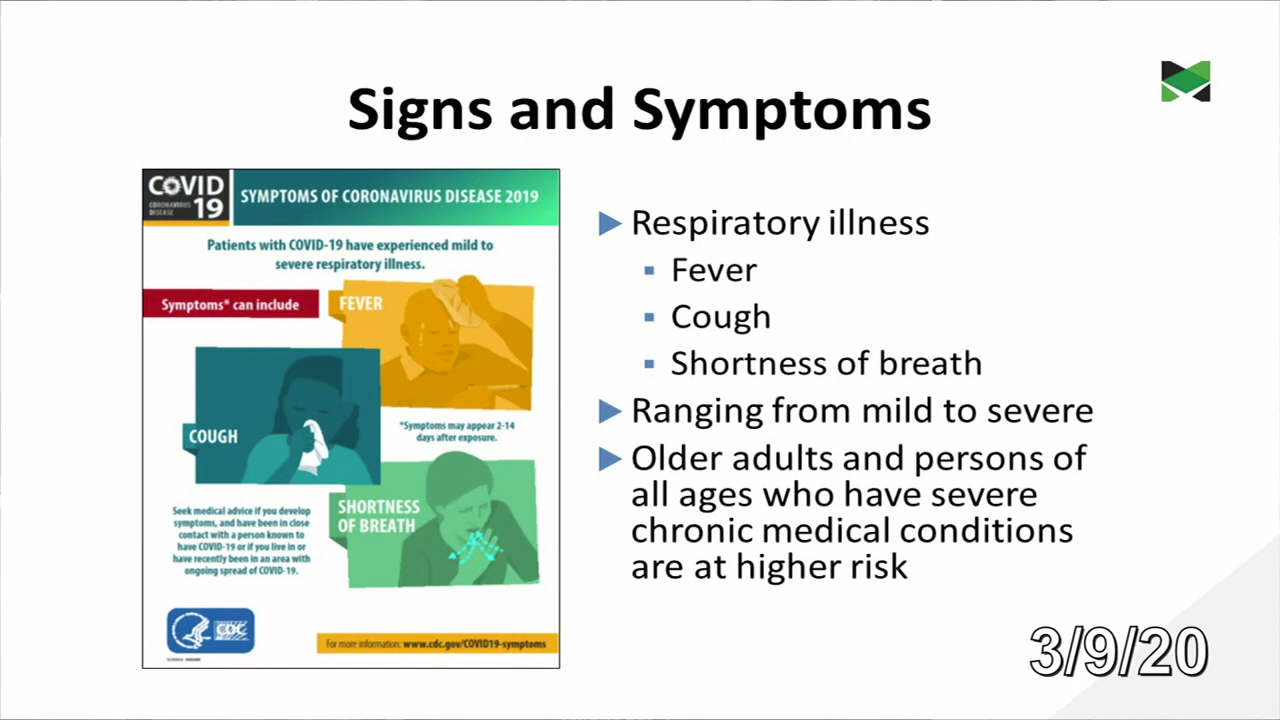 Signs and Symptoms
COVID
19
CORONAVIRUS
DISEASE
SYMPTOMS OF CORONAVIRUS DISEASE 2019
Patients with COVID-19 have experienced mild to
severe respiratory illness.
Symptoms* can include
FEVER
COUGH
*Symptoms may appear 2-14
days after exposure.
SHORTNESS
OF BREATH
Seek medical advice if you develop
symptoms, and have been in close
contact with a person known to
have COVID-19 or if you live in or
have recently been in an area with
ongoing spread of COVID-19.
CDC
For more information: www.cdc.gov/COVID19-symptoms
Respiratory illness
Fever
Cough
Shortness of breath
Ranging from mild to severe
Older adults and persons of
all ages who have severe
chronic medical conditions
are at higher risk
3/9/20